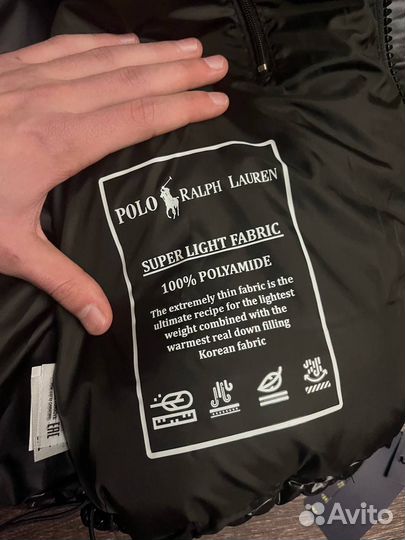 POLO RALPH LAUREN
SUPER LIGHT FABRIC
100% POLYAMIDE
The extremely thin fabric is the
ultimate recipe for the lightest
weight combined with the
warmest real down filling
Korean fabric
EAC
Avito